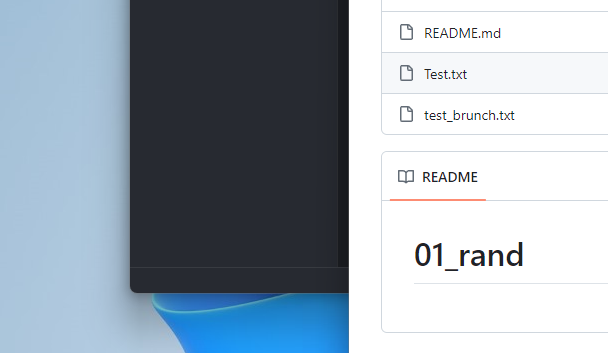 README.md
Test.txt
test_brunch.txt
README
01_rand